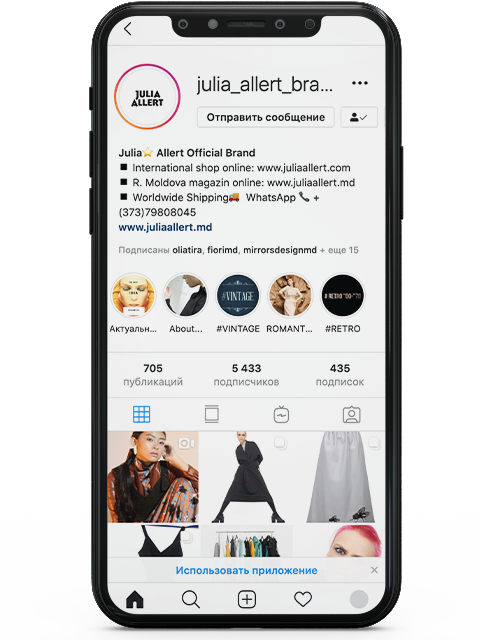 julia_allert_bra...
JULIA
ALLERT
Отправить сообщение
Julia⭐ Allert Official Brand
◾ International shop online: www.juliaallert.com
◾ R. Moldova magazin online: www.juliaallert.md
◾ Worldwide Shipping🚚 WhatsApp 📞 +
(373)79808045
www.juliaallert.md
Подписаны oliatira, fiorimd, mirrorsdesignmd + еще 15
#VINTAGE
# RETRO '60-'70
Актуальн... About... #VINTAGE ROMANT... #RETRO
705 5 433 435
публикаций подписчиков подписок
Использовать приложение